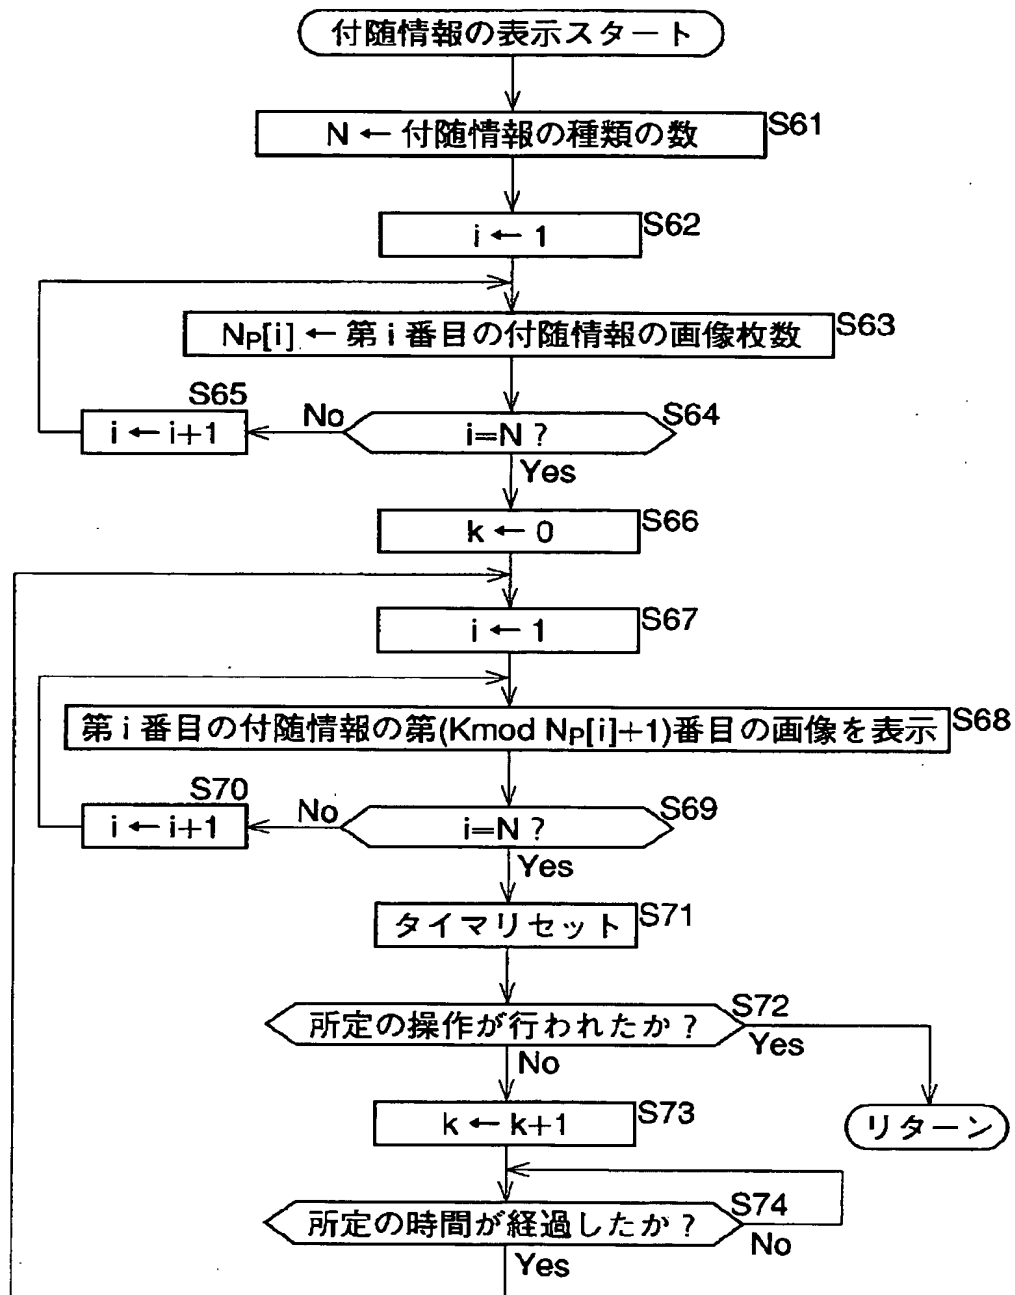 付随情報の表示スタート
N ← 付随情報の種類の数
S61
i ← 1
S62
NP[i] ← 第 i 番目の付随情報の画像枚数
S63
S65
i ← i+1
No
i=N ?
S64
Yes
k ← 0
S66
i ← 1
S67
第 i 番目の付随情報の第(Kmod NP[i]+1)番目の画像を表示
S68
S70
i ← i+1
No
i=N ?
S69
Yes
タイマリセット
S71
所定の操作が行われたか ?
S72
Yes
No
k ← k+1
S73
リターン
所定の時間が経過したか ?
S74
No
Yes